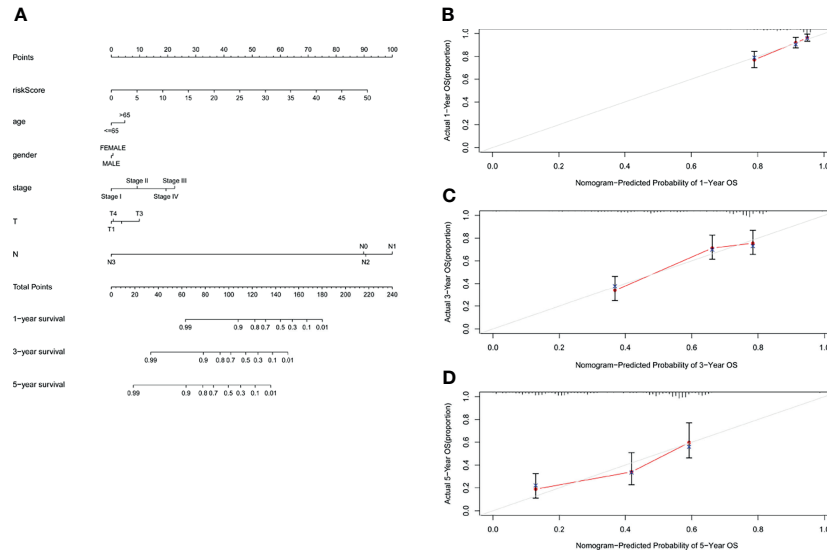 A
Points
0 10 20 30 40 50 60 70 80 90 100
riskScore
0 5 10 15 20 25 30 35 40 45 50
age
>65
<=65
gender
FEMALE
MALE
stage
Stage II Stage III
Stage I Stage IV
T
T4 T3
T1
N
N0 N1
N3 N2
Total Points
0 20 40 60 80 100 120 140 160 180 200 220 240
1−year survival
0.99 0.9 0.8 0.7 0.5 0.3 0.1 0.01
3−year survival
0.99 0.9 0.8 0.7 0.5 0.3 0.1 0.01
5−year survival
0.99 0.9 0.8 0.7 0.5 0.3 0.1 0.01
B
Actual 1−Year OS(proportion)
1.0
0.8
0.6
0.4
0.2
0.0
0.0 0.2 0.4 0.6 0.8 1.0
Nomogram−Predicted Probability of 1−Year OS
C
Actual 3−Year OS(proportion)
1.0
0.8
0.6
0.4
0.2
0.0
0.0 0.2 0.4 0.6 0.8 1.0
Nomogram−Predicted Probability of 3−Year OS
D
Actual 5−Year OS(proportion)
1.0
0.8
0.6
0.4
0.2
0.0
0.0 0.2 0.4 0.6 0.8 1.0
Nomogram−Predicted Probability of 5−Year OS